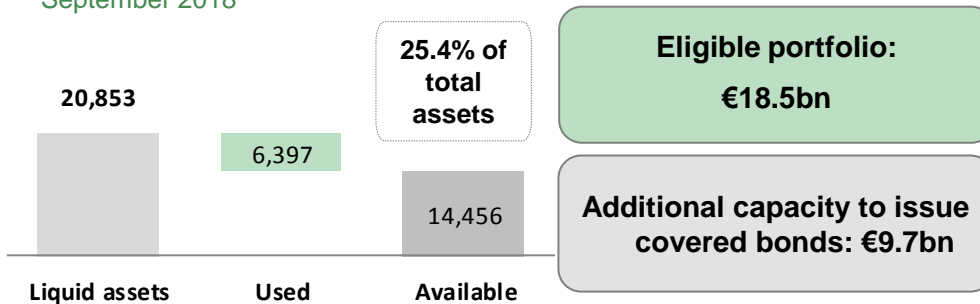 September 2018
25.4% of
total
assets
20,853
6,397
14,456
Liquid assets
Used
Available
Eligible portfolio:
€18.5bn
Additional capacity to issue
covered bonds: €9.7bn